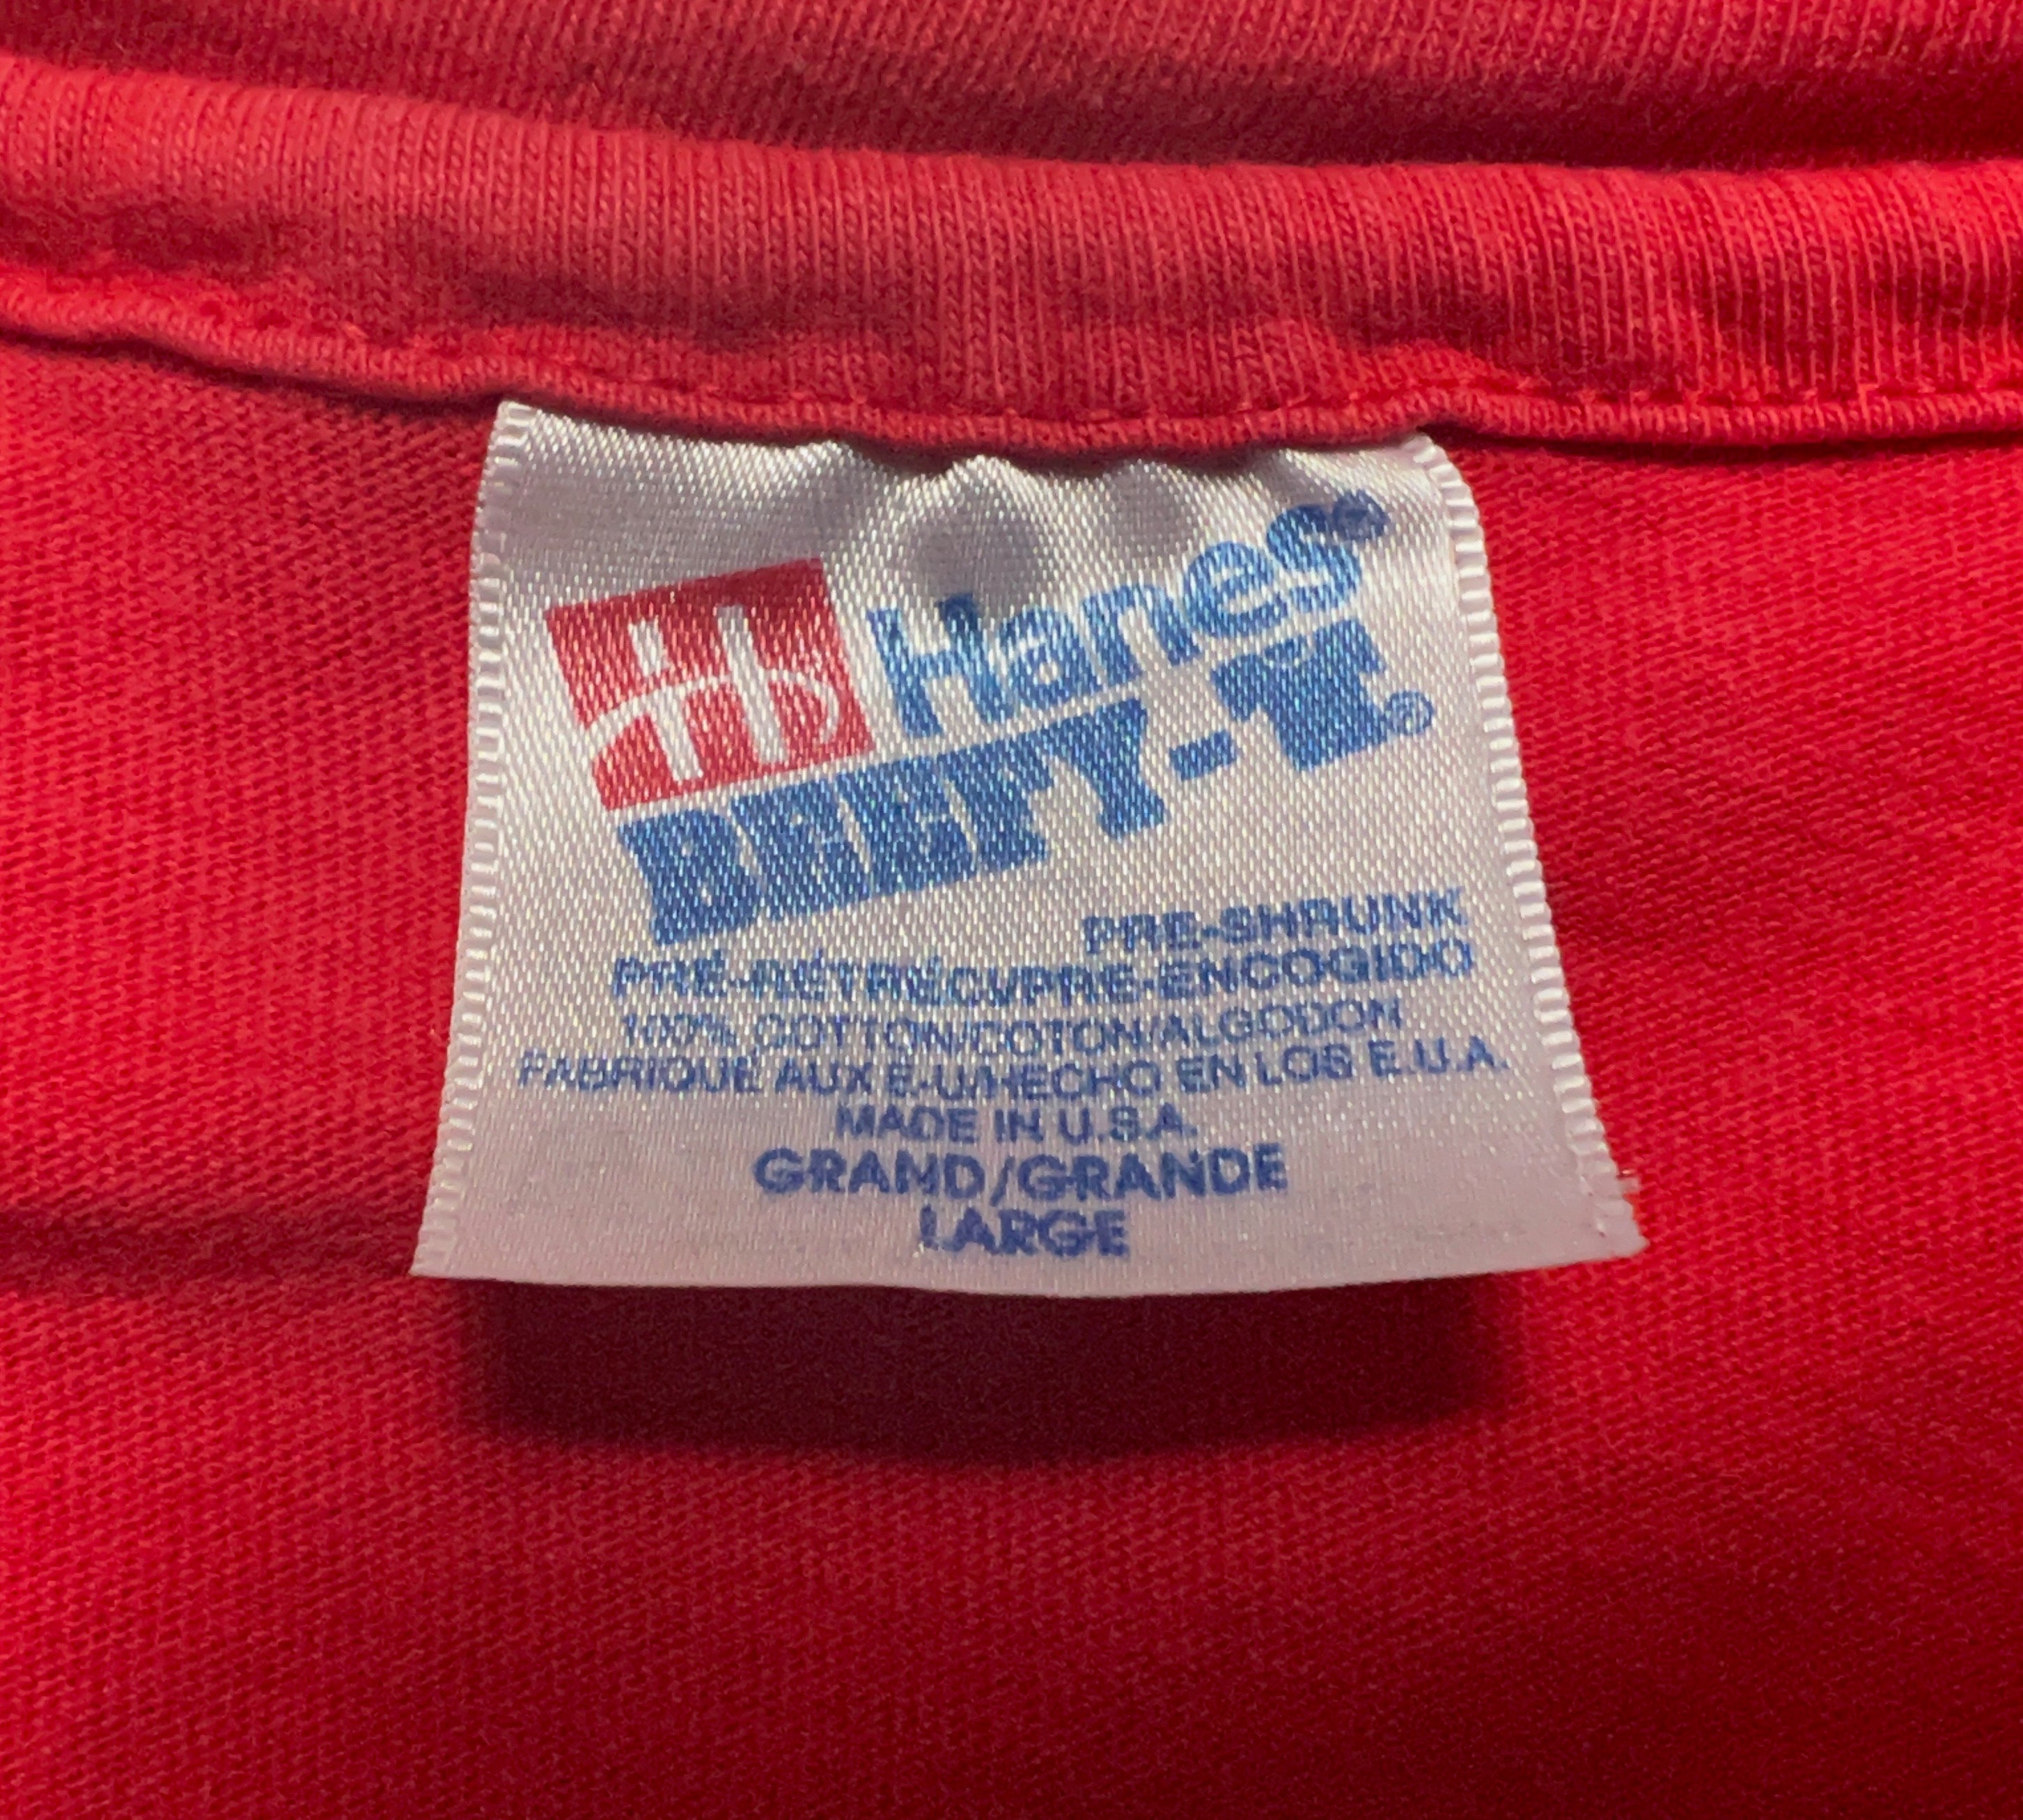 Hanes®
BEEFY-T®
PRE-SHRUNK
PRÉ-RÉTRÉCI/PRE-ENCOGIDO
100% COTTON/COTON/ALGODON
FABRIQUÉ AUX É-U/HECHO EN LOS E.U.A.
MADE IN U.S.A.
GRAND/GRANDE
LARGE